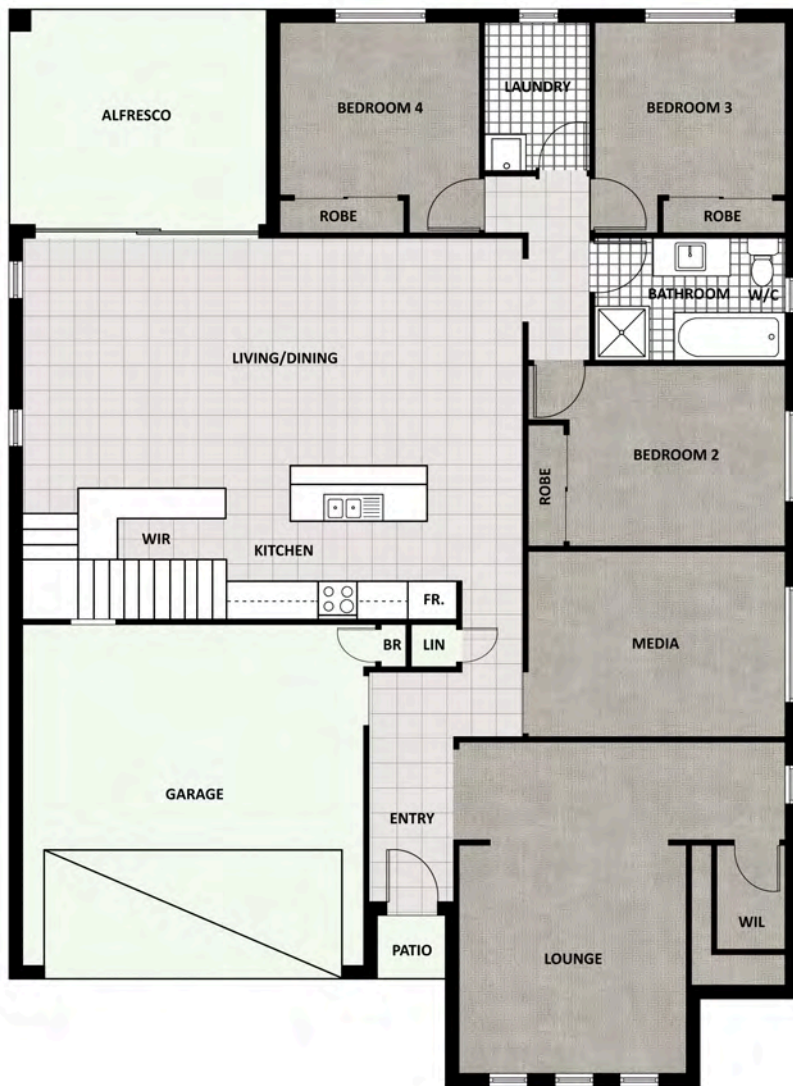 ALFRESCO
BEDROOM 4
LAUNDRY
BEDROOM 3
ROBE
ROBE
BATHROOM
W/C
LIVING/DINING
BEDROOM 2
ROBE
WIR
KITCHEN
FR.
BR
LIN
MEDIA
GARAGE
ENTRY
WIL
PATIO
LOUNGE